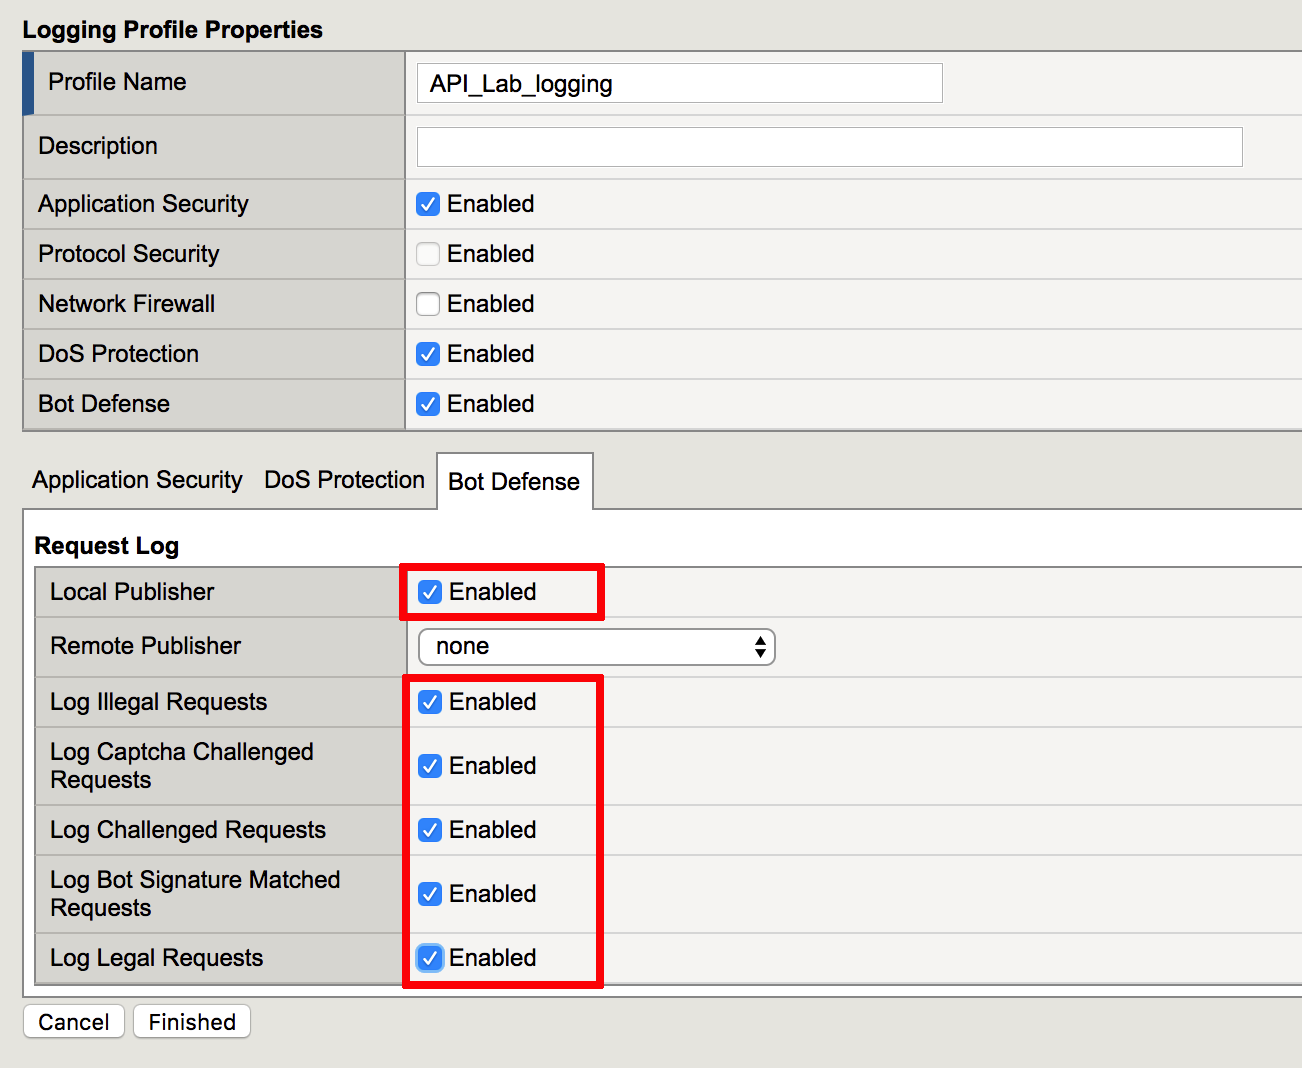 Logging Profile Properties
Profile Name API_Lab_logging
Description
Application Security Enabled
Protocol Security Enabled
Network Firewall Enabled
DoS Protection Enabled
Bot Defense Enabled
Application Security DoS Protection Bot Defense
Request Log
Local Publisher Enabled
Remote Publisher none
Log Illegal Requests Enabled
Log Captcha Challenged
Requests Enabled
Log Challenged Requests Enabled
Log Bot Signature Matched
Requests Enabled
Log Legal Requests Enabled
Cancel Finished